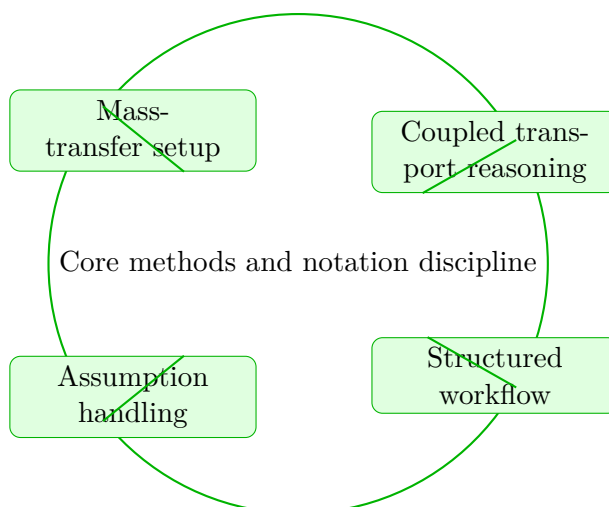 Mass-
transfer setup
Coupled trans-
port reasoning
Core methods and notation discipline
Assumption
handling
Structured
workflow